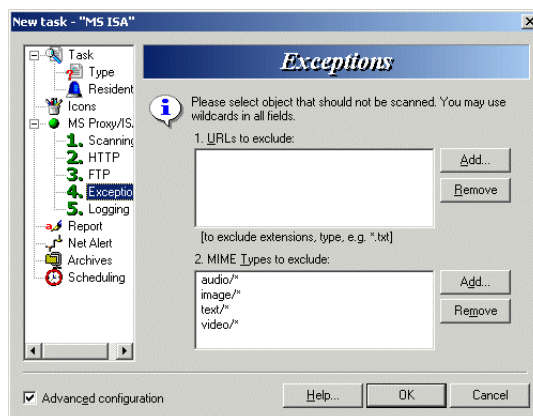 New task - "MS ISA"
Task
Type
Resident
Icons
MS Proxy/IS
1. Scanning
2. HTTP
3. FTP
4. Exceptio
5. Logging
Report
Net Alert
Archives
Scheduling
Exceptions
Please select object that should not be scanned. You may use
wildcards in all fields.
1. URLs to exclude:
Add...
Remove
[to exclude extensions, type, e.g. *.txt]
2. MIME Types to exclude:
audio/*
image/*
text/*
video/*
Add...
Remove
Advanced configuration
Help...
OK
Cancel